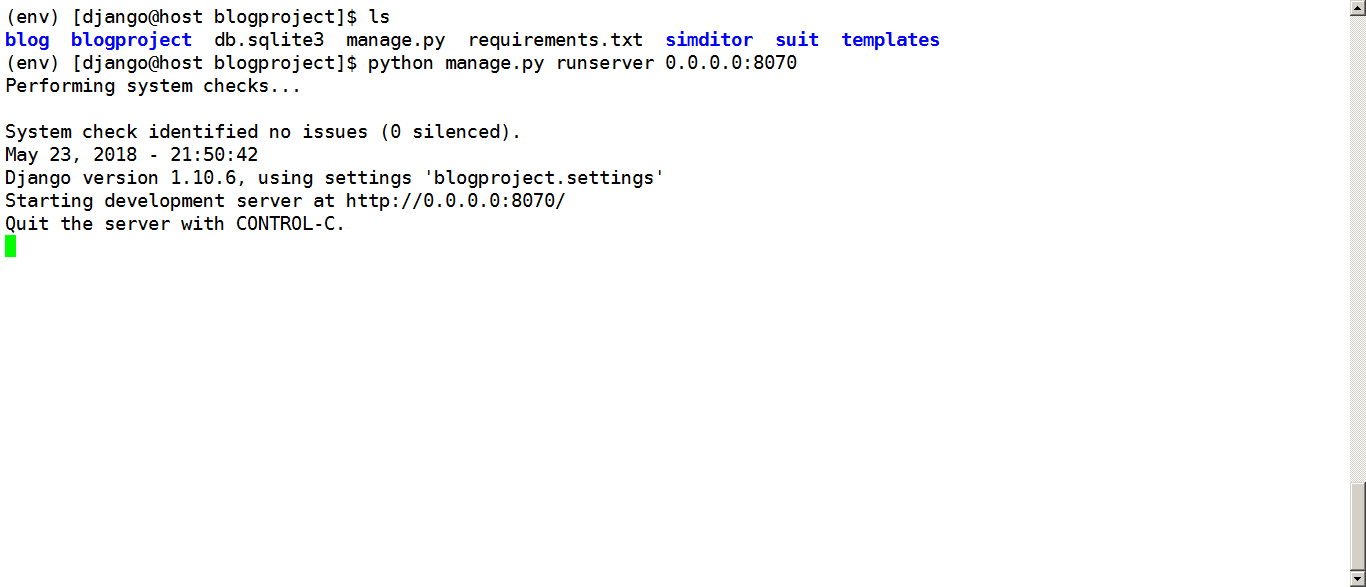 (env) [django@host blogproject]$ ls
blog  blogproject  db.sqlite3  manage.py  requirements.txt  simditor  suit  templates
(env) [django@host blogproject]$ python manage.py runserver 0.0.0.0:8070
Performing system checks...

System check identified no issues (0 silenced).
May 23, 2018 - 21:50:42
Django version 1.10.6, using settings 'blogproject.settings'
Starting development server at http://0.0.0.0:8070/
Quit the server with CONTROL-C.